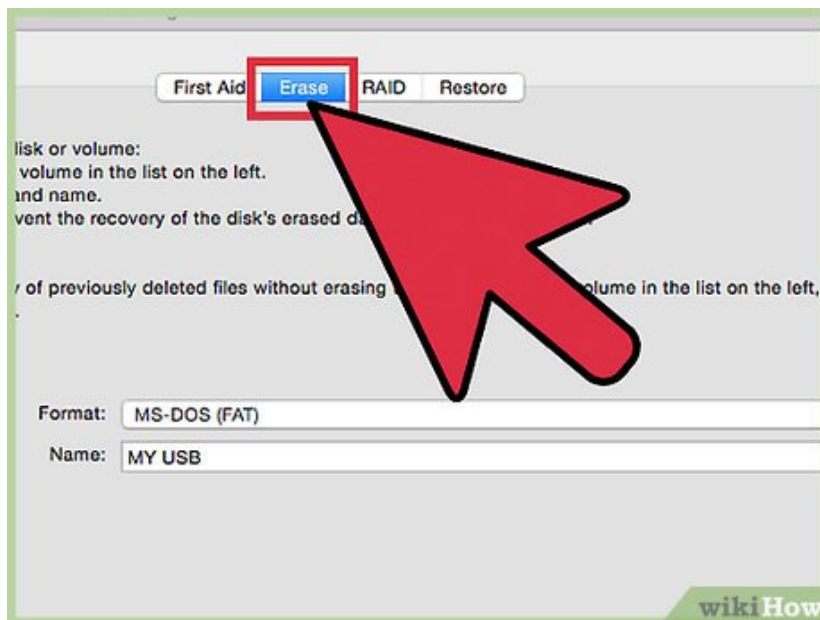 First Aid Erase RAID Restore
disk or volume:
volume in the list on the left.
and name.
vent the recovery of the disk's erased
y of previously deleted files without erasing volume in the list on the left,
Format: MS-DOS (FAT)
Name: MY USB
wikiHow